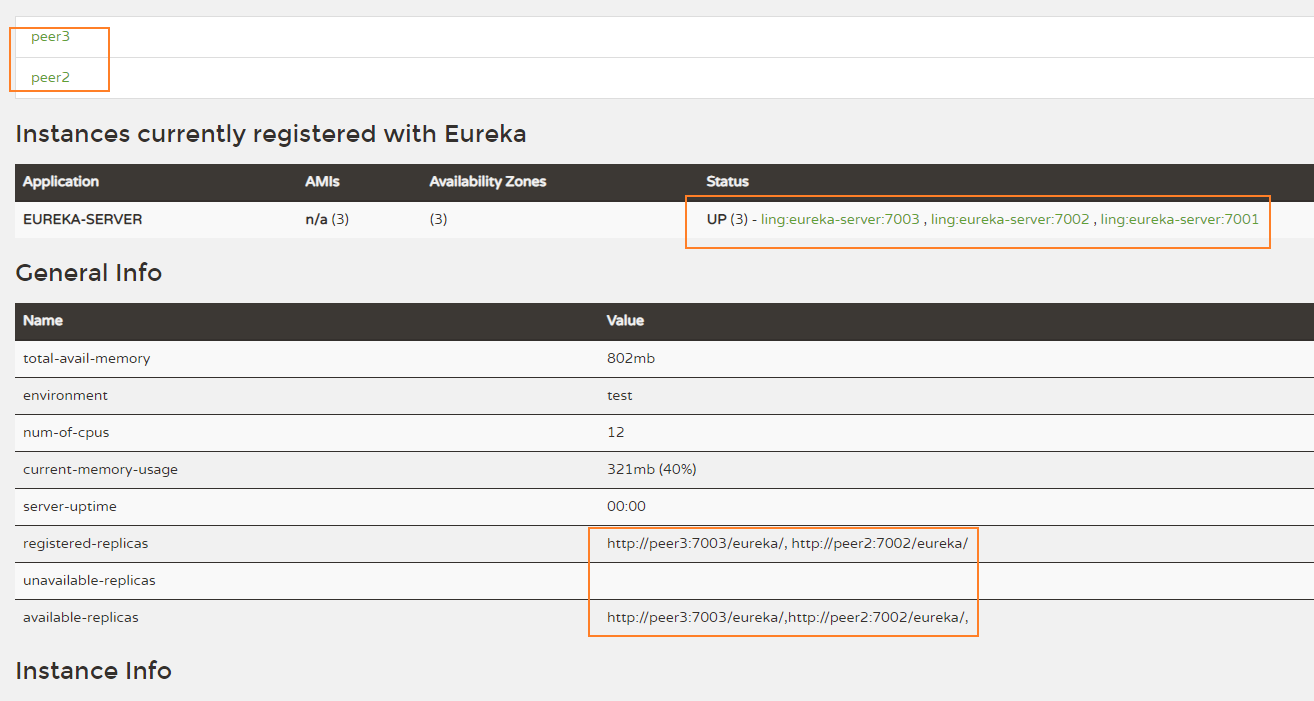 peer3
peer2
Instances currently registered with Eureka
Application AMIs Availability Zones Status
EUREKA-SERVER n/a (3) (3) UP (3) - ling:eureka-server:7003 , ling:eureka-server:7002 , ling:eureka-server:7001
General Info
Name Value
total-avail-memory 802mb
environment test
num-of-cpus 12
current-memory-usage 321mb (40%)
server-uptime 00:00
registered-replicas http://peer3:7003/eureka/, http://peer2:7002/eureka/
unavailable-replicas
available-replicas http://peer3:7003/eureka/,http://peer2:7002/eureka/,
Instance Info